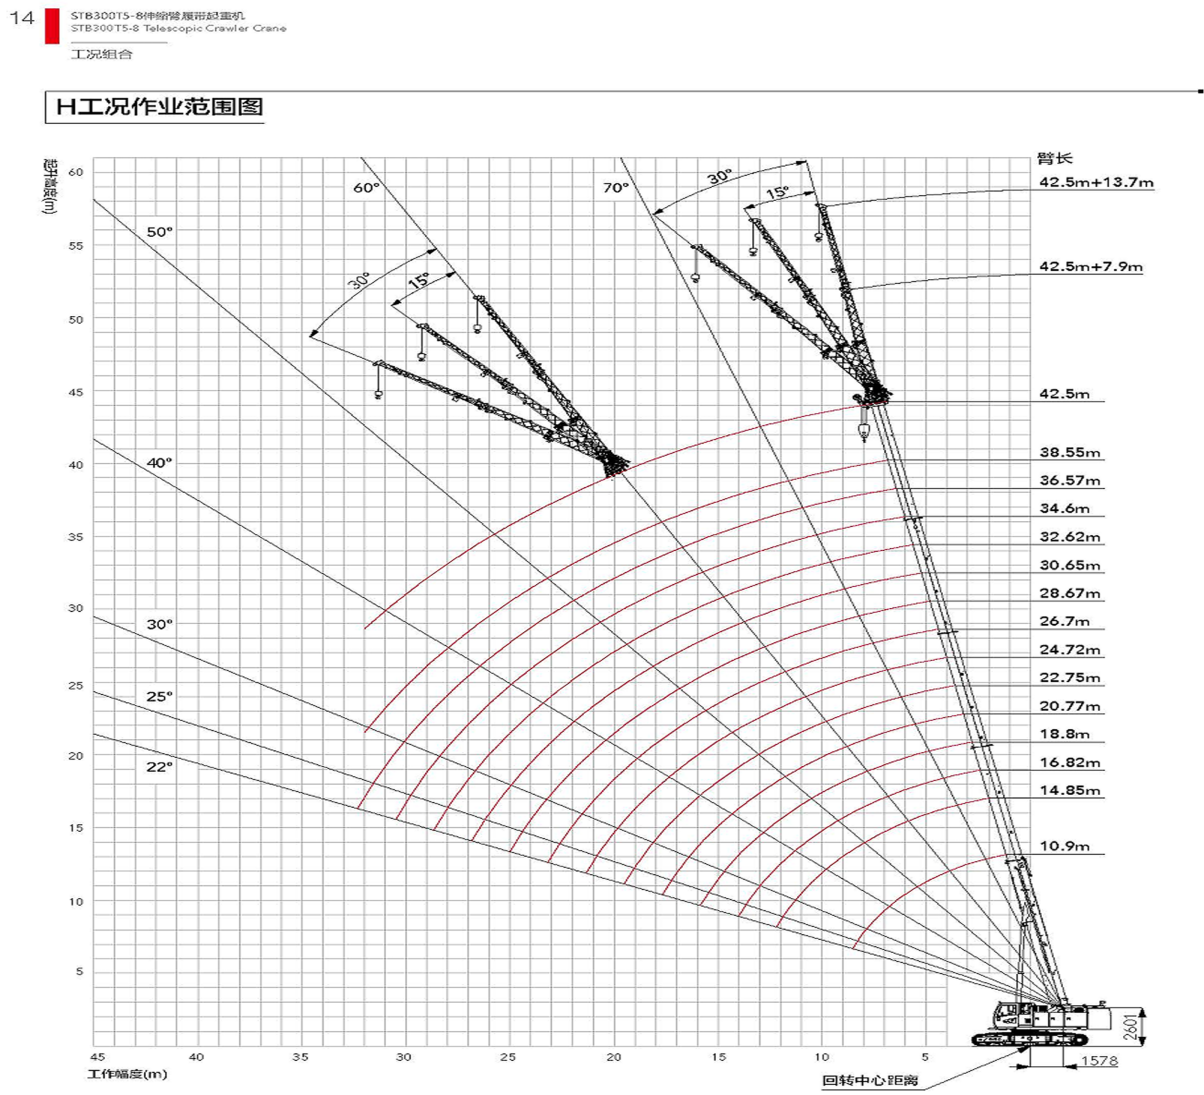 14
STB300T5-8伸缩臂履带起重机
STB300T5-8 Telescopic Crawler Crane
工况组合
H工况作业范围图
起升高度(m)
60
55
50
45
40
35
30
25
20
15
10
5
50°
60°
70°
40°
30°
25°
22°
30°
15°
30°
15°
臂长
42.5m+13.7m
42.5m+7.9m
42.5m
38.55m
36.57m
34.6m
32.62m
30.65m
28.67m
26.7m
24.72m
22.75m
20.77m
18.8m
16.82m
14.85m
10.9m
2601
1578
45 40 35 30 25 20 15 10 5
工作幅度(m)
回转中心距离